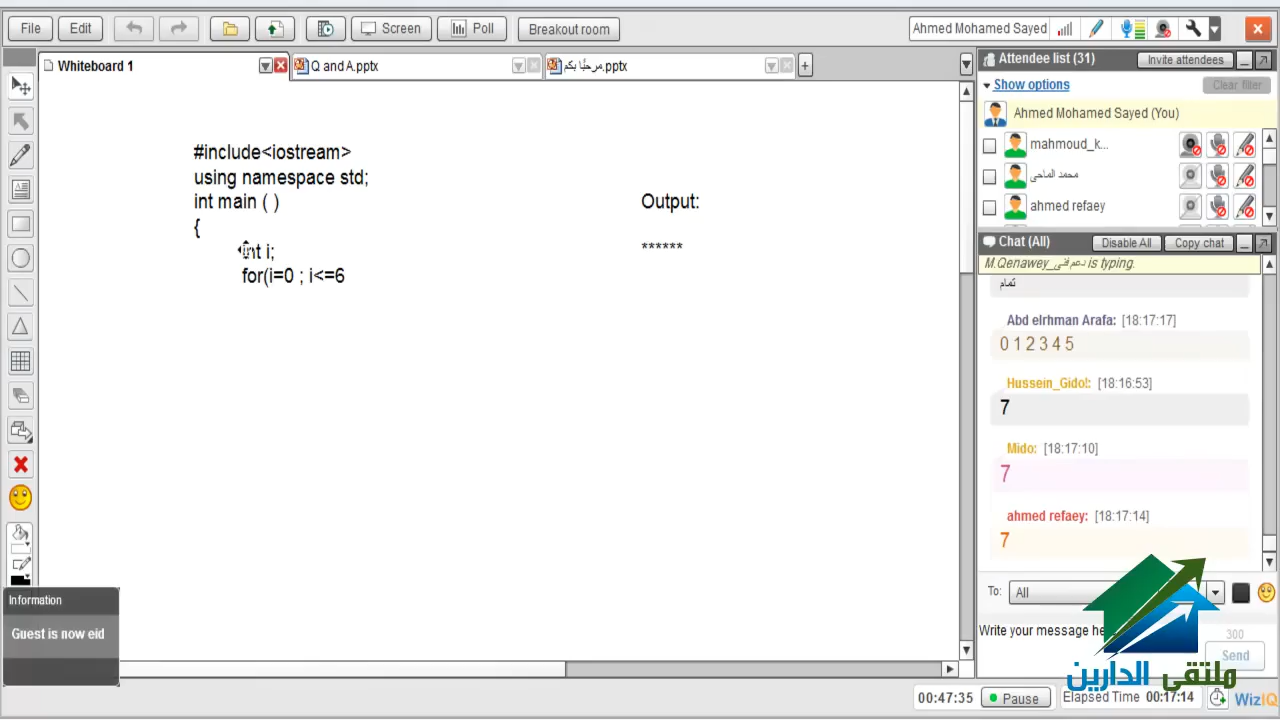 File Edit Screen Poll Breakout room Ahmed Mohamed Sayed
Whiteboard 1 Q and A.pptx مرحبًا بكم.pptx
#include<iostream>
using namespace std;
int main ( )
{
int i;
for(i=0 ; i<=6
Output:
******
Attendee list (31) Invite attendees
Show options Clear filter
Ahmed Mohamed Sayed (You)
mahmoud_k...
محمد الماحى
ahmed refaey
Chat (All) Disable All Copy chat
M.Qenawey_دعم فنى is typing.
تمام
Abd elrhman Arafa: [18:17:17]
0 1 2 3 4 5
Hussein_Gidol: [18:16:53]
7
Mido: [18:17:10]
7
ahmed refaey: [18:17:14]
7
To: All
Write your message he
300
Send
ملتقى الدارين
Information
Guest is now eid
00:47:35 Pause Elapsed Time 00:17:14 WizIQ